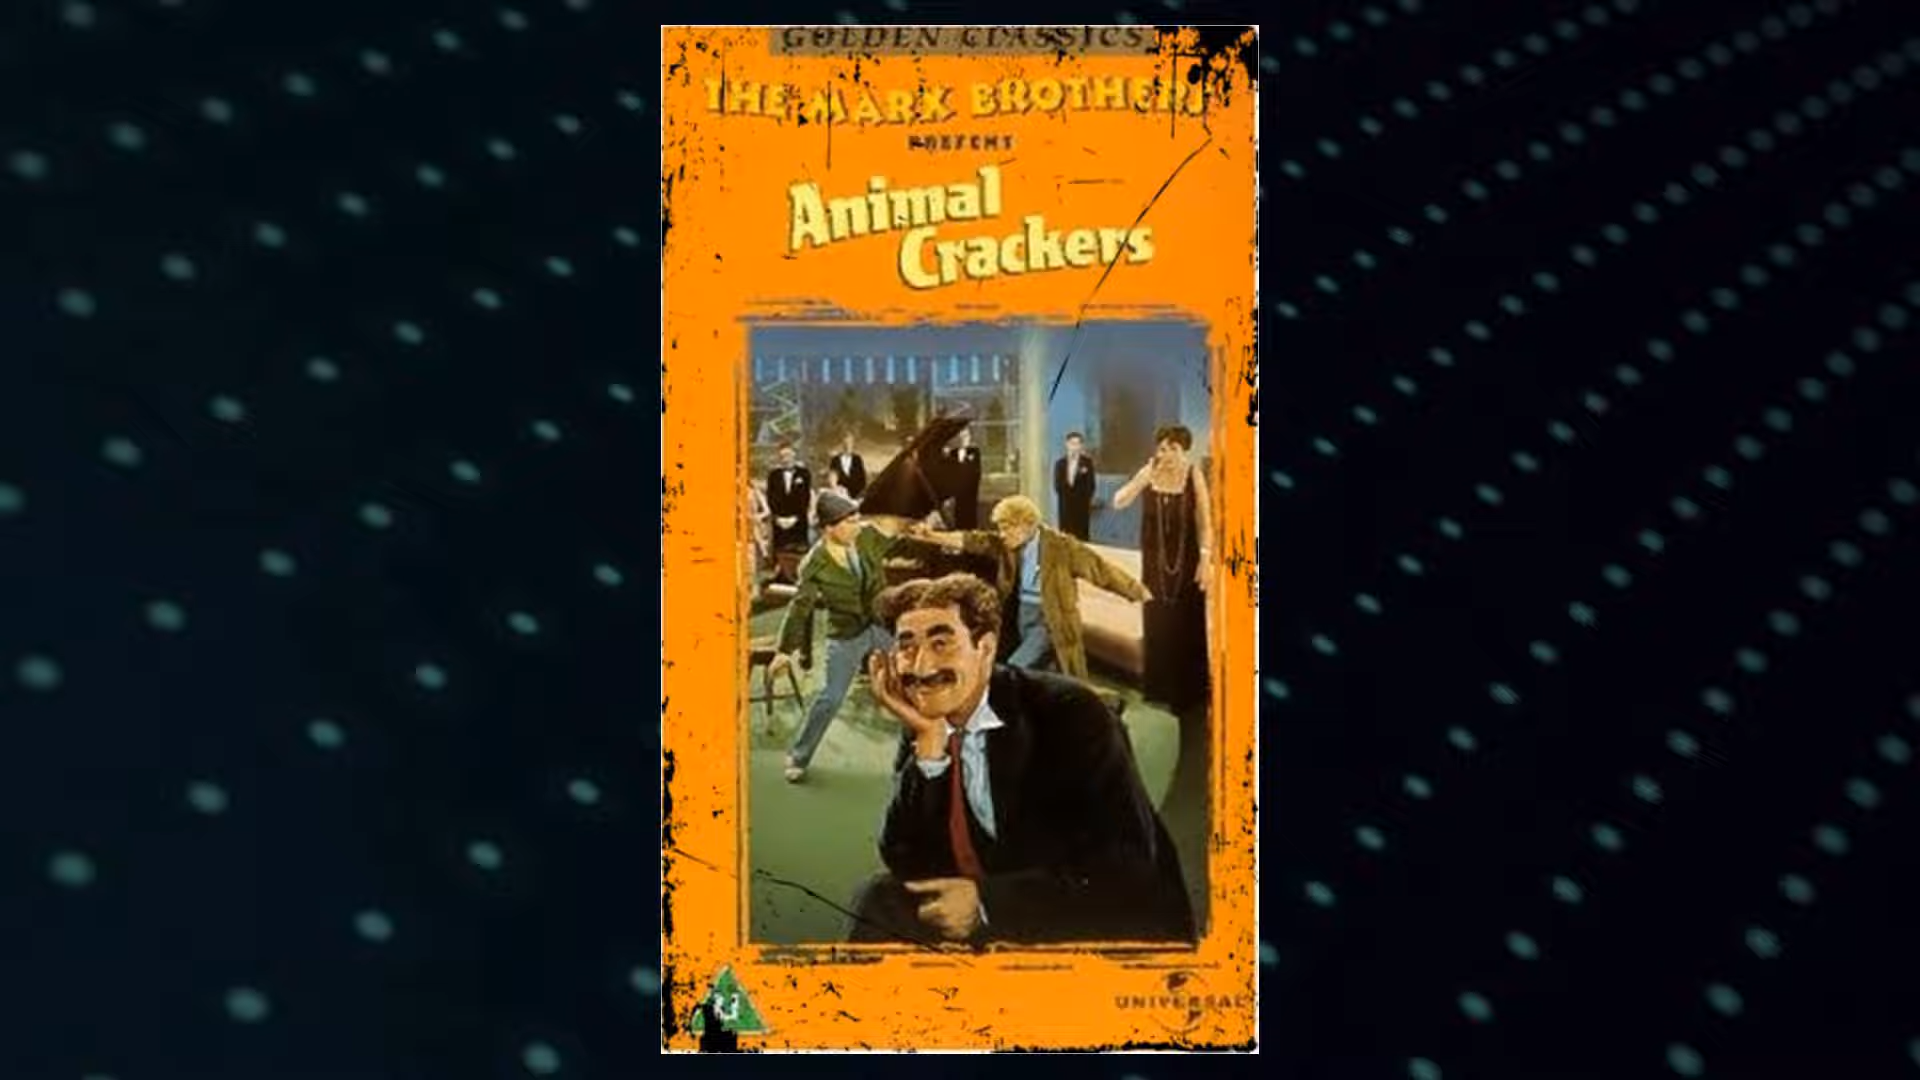 GOLDEN CLASSICS
THE MARX BROTHERS
PRESENT
Animal
Crackers
U
UNIVERSAL